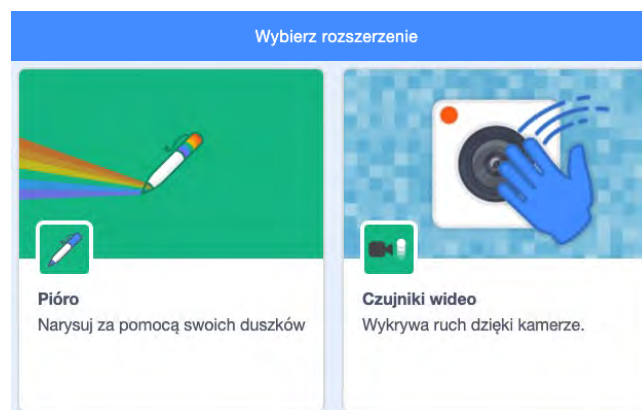 Wybierz rozszerzenie
Pióro
Narysuj za pomocą swoich duszków
Czujniki wideo
Wykrywa ruch dzięki kamerze.